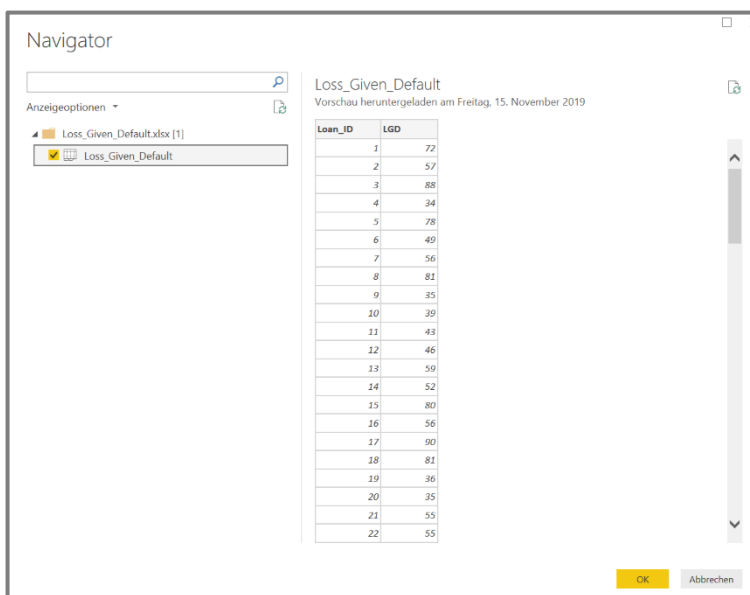 Navigator
Anzeigeoptionen
Loss_Given_Default.xlsx [1]
Loss_Given_Default
Loss_Given_Default
Vorschau heruntergeladen am Freitag, 15. November 2019
Loan_ID LGD
1 72
2 57
3 88
4 34
5 78
6 49
7 56
8 81
9 35
10 39
11 43
12 46
13 59
14 52
15 80
16 56
17 90
18 81
19 36
20 35
21 55
22 55
OK Abbrechen